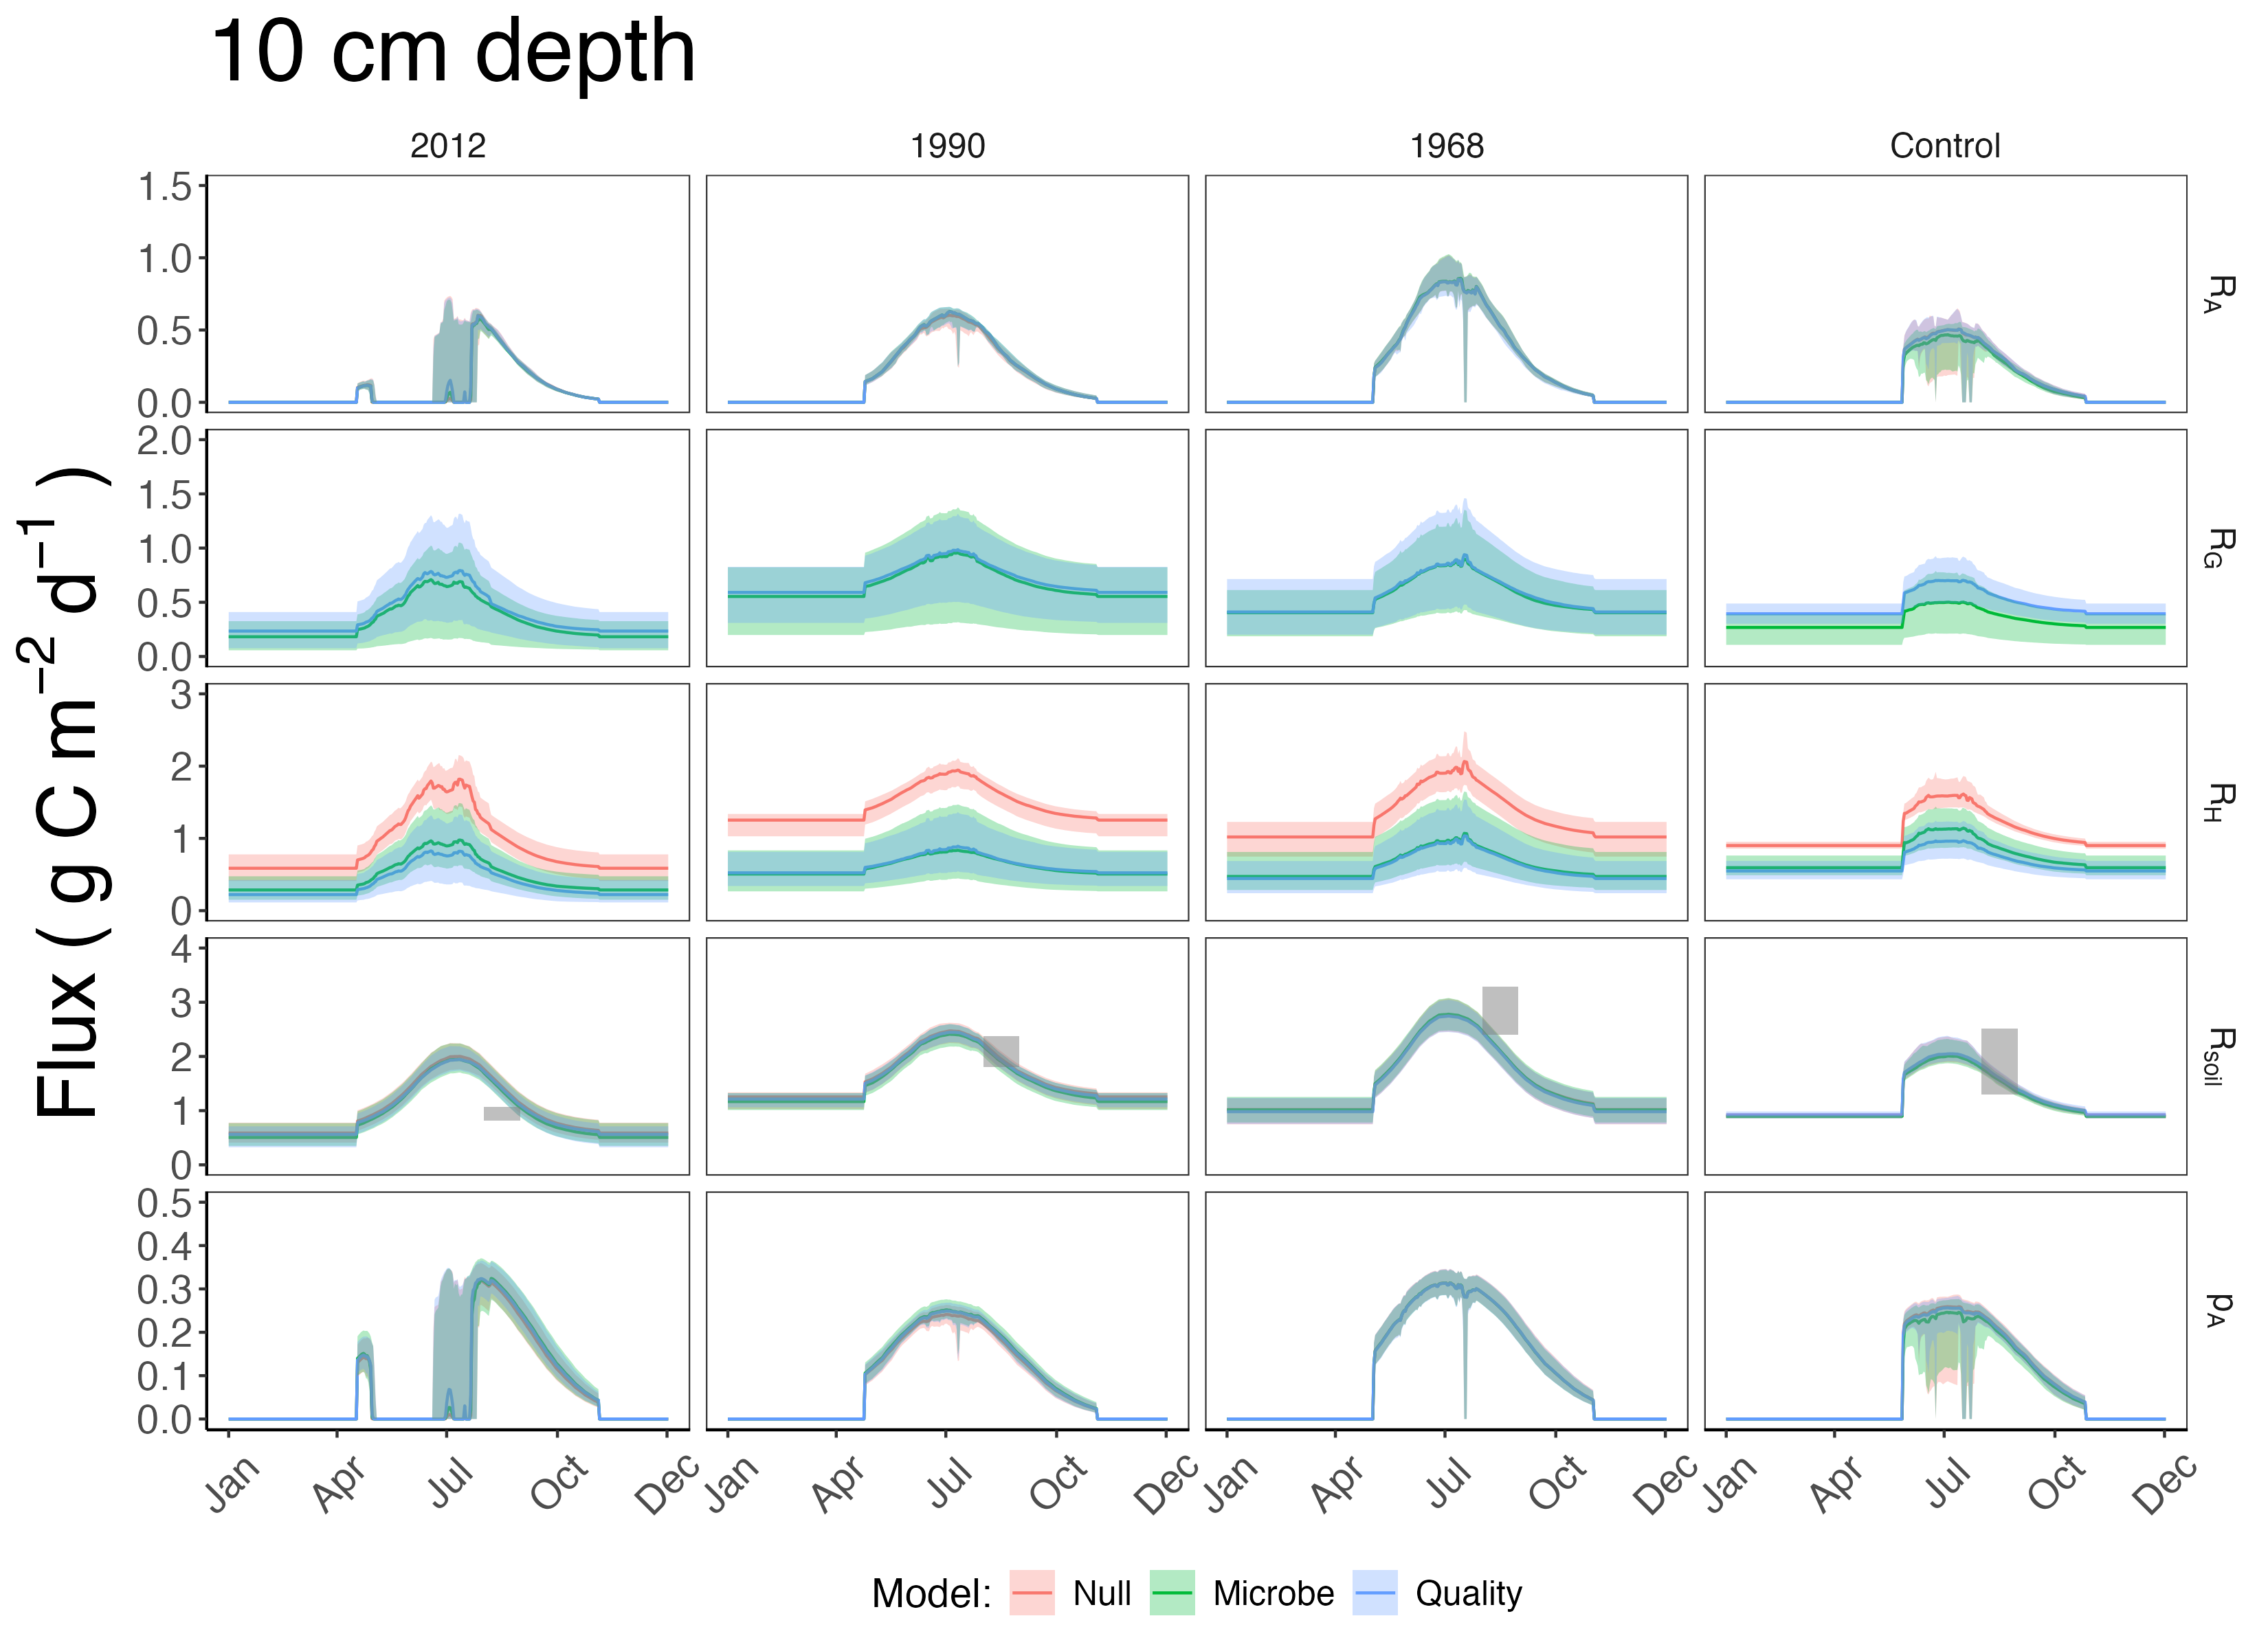 10 cm depth
2012 1990 1968 Control
Flux ( g C m−2 d−1 )
1.5
1.0
0.5
0.0
RA
2.0
1.5
1.0
0.5
0.0
RG
3
2
1
0
RH
4
3
2
1
0
Rsoil
0.5
0.4
0.3
0.2
0.1
0.0
pA
Jan Apr Jul Oct Dec Jan Apr Jul Oct Dec Jan Apr Jul Oct Dec Jan Apr Jul Oct Dec
Model: Null Microbe Quality